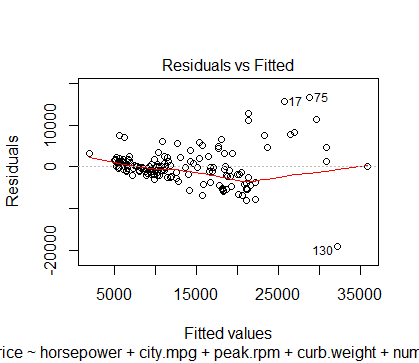 Residuals vs Fitted
Residuals
10000
0
-20000
17
75
130
5000 15000 25000 35000
Fitted values
rice ~ horsepower + city.mpg + peak.rpm + curb.weight + num